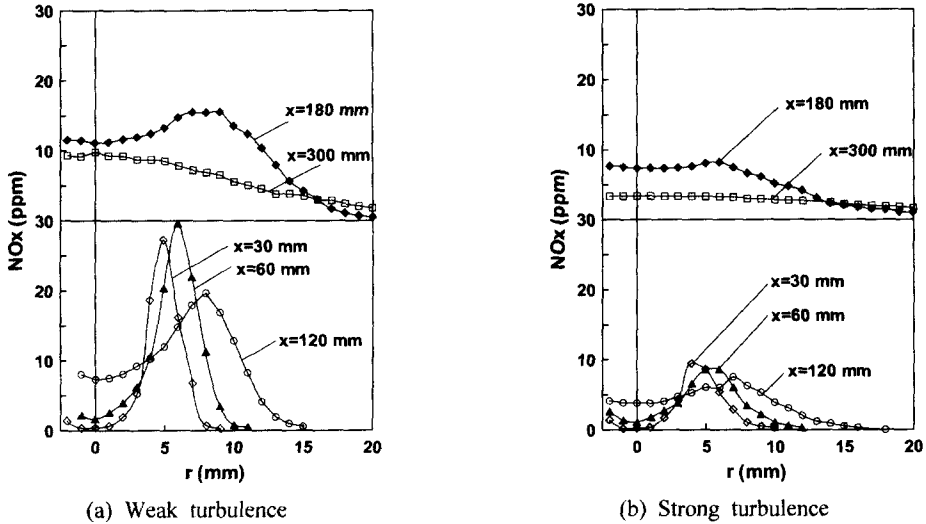 30
20
10
30
20
10
0
NOx (ppm)
x=180 mm
x=300 mm
x=30 mm
x=60 mm
x=120 mm
0 5 10 15 20
r (mm)
(a) Weak turbulence
30
20
10
30
20
10
0
NOx (ppm)
x=180 mm
x=300 mm
x=30 mm
x=60 mm
x=120 mm
0 5 10 15 20
r (mm)
(b) Strong turbulence